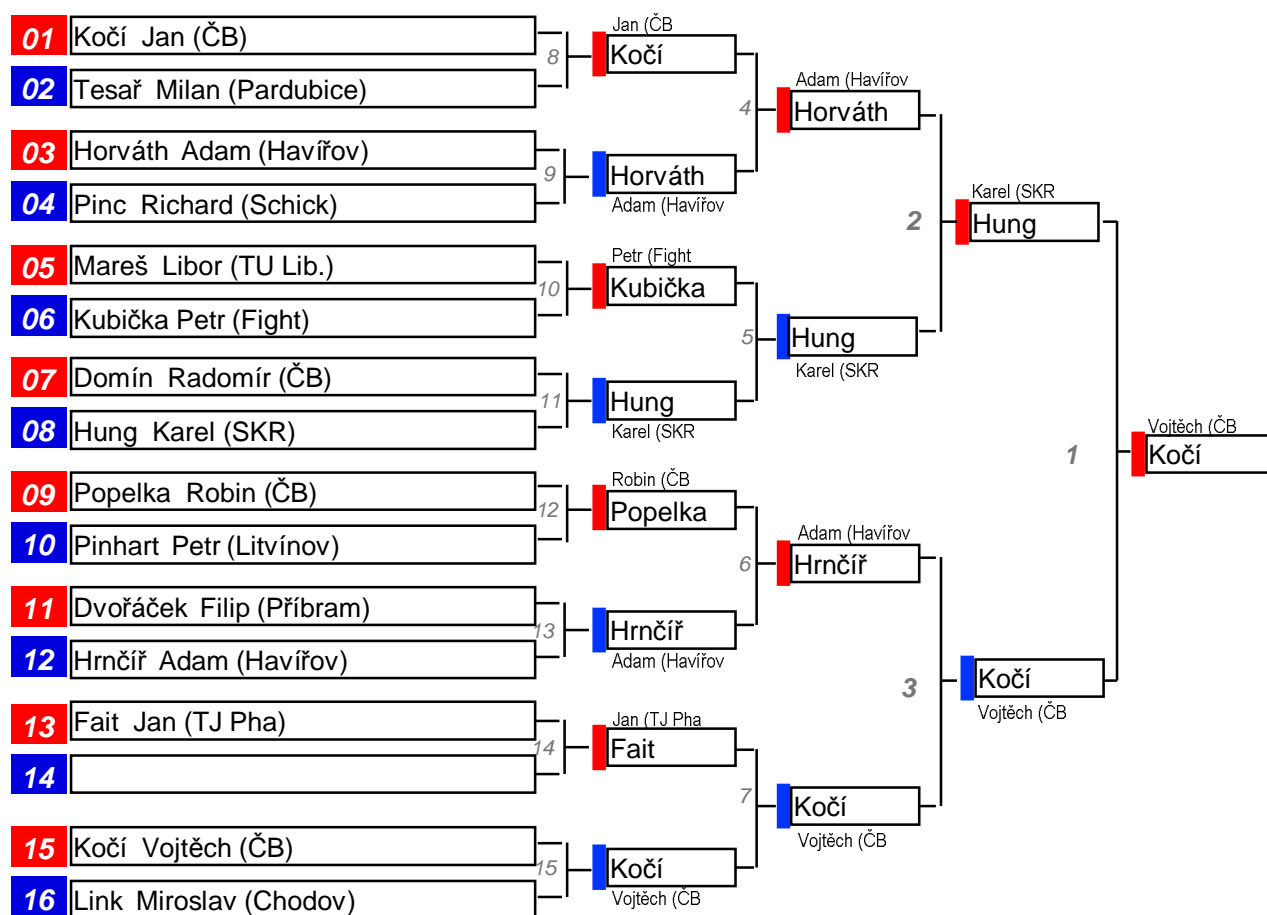 01 Kočí Jan (ČB)
02 Tesař Milan (Pardubice)
03 Horváth Adam (Havířov)
04 Pinc Richard (Schick)
05 Mareš Libor (TU Lib.)
06 Kubička Petr (Fight)
07 Domín Radomír (ČB)
08 Hung Karel (SKR)
09 Popelka Robin (ČB)
10 Pinhart Petr (Litvínov)
11 Dvořáček Filip (Příbram)
12 Hrnčíř Adam (Havířov)
13 Fait Jan (TJ Pha)
14
15 Kočí Vojtěch (ČB)
16 Link Miroslav (Chodov)
8
9
10
11
12
13
14
15
Jan (ČB
Kočí
Horváth
Adam (Havířov
Petr (Fight
Kubička
Hung
Karel (SKR
Robin (ČB
Popelka
Hrnčíř
Adam (Havířov
Jan (TJ Pha
Fait
Kočí
Vojtěch (ČB
4
5
6
7
Adam (Havířov
Horváth
Hung
Karel (SKR
Adam (Havířov
Hrnčíř
Kočí
Vojtěch (ČB
2
3
Karel (SKR
Hung
Kočí
Vojtěch (ČB
1
Vojtěch (ČB
Kočí